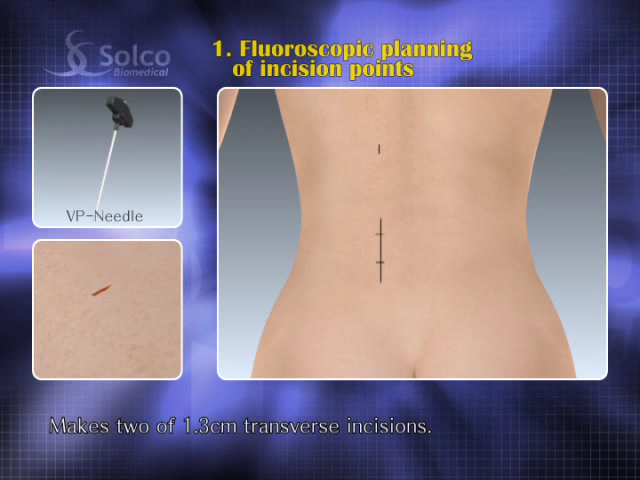 Solco
Biomedical
1. Fluoroscopic planning
of incision points
VP-Needle
Makes two of 1.3cm transverse incisions.